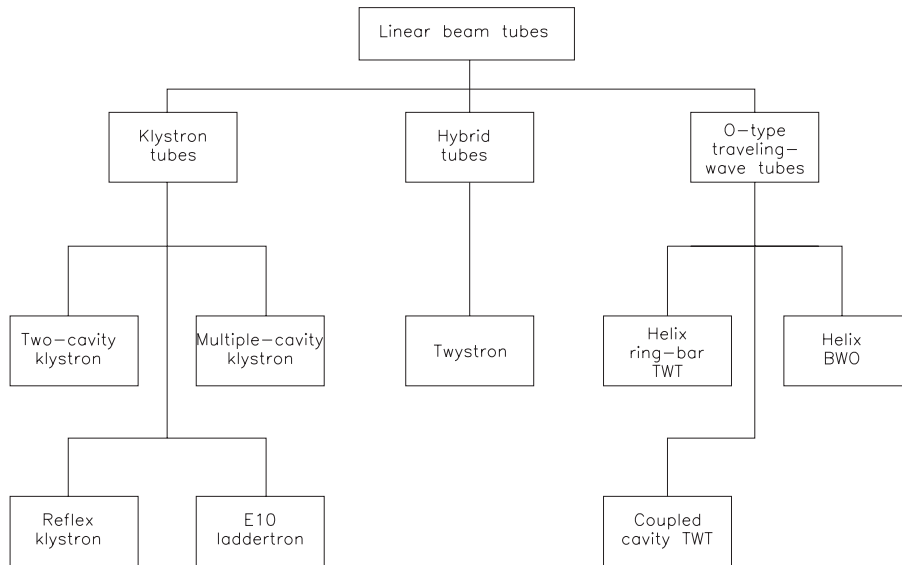 Linear beam tubes
Klystron
tubes
Hybrid
tubes
O-type
traveling-
wave tubes
Two-cavity
klystron
Multiple-cavity
klystron
Twystron
Helix
ring-bar
TWT
Helix
BWO
Reflex
klystron
E10
laddertron
Coupled
cavity TWT